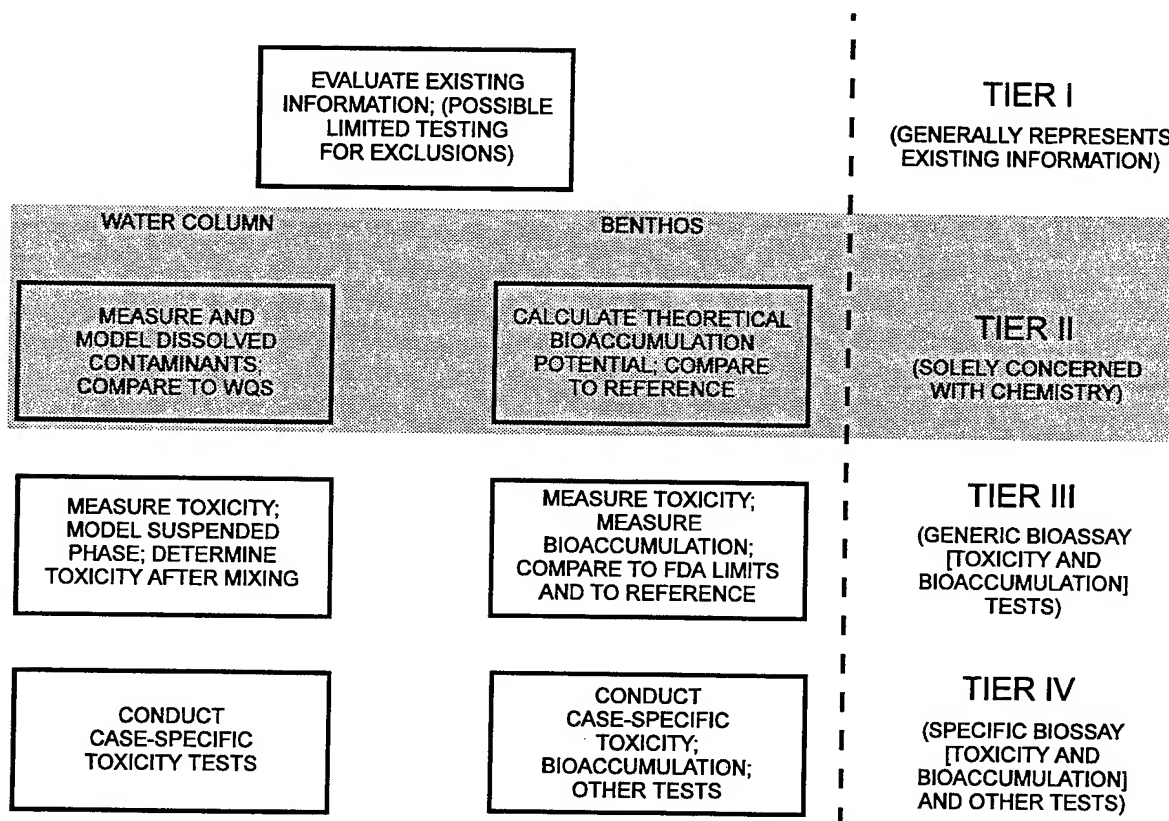 EVALUATE EXISTING
INFORMATION; (POSSIBLE
LIMITED TESTING
FOR EXCLUSIONS)
TIER I
(GENERALLY REPRESENTS
EXISTING INFORMATION)
WATER COLUMN
BENTHOS
MEASURE AND
MODEL DISSOLVED
CONTAMINANTS;
COMPARE TO WQS
CALCULATE THEORETICAL
BIOACCUMULATION
POTENTIAL; COMPARE
TO REFERENCE
TIER II
(SOLELY CONCERNED
WITH CHEMISTRY)
MEASURE TOXICITY;
MODEL SUSPENDED
PHASE; DETERMINE
TOXICITY AFTER MIXING
MEASURE TOXICITY;
MEASURE
BIOACCUMULATION;
COMPARE TO FDA LIMITS
AND TO REFERENCE
TIER III
(GENERIC BIOASSAY
[TOXICITY AND
BIOACCUMULATION]
TESTS)
CONDUCT
CASE-SPECIFIC
TOXICITY TESTS
CONDUCT
CASE-SPECIFIC
TOXICITY;
BIOACCUMULATION;
OTHER TESTS
TIER IV
(SPECIFIC BIOSSAY
[TOXICITY AND
BIOACCUMULATION]
AND OTHER TESTS)